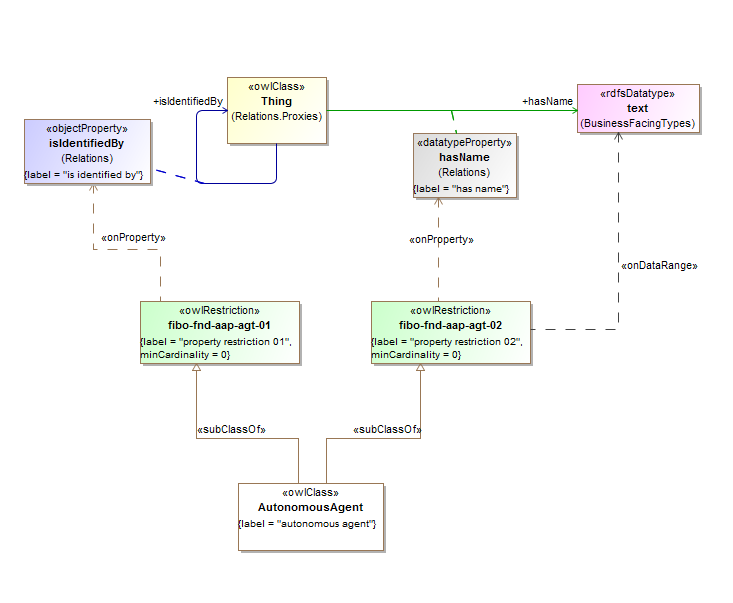 «owlClass»
Thing
(Relations.Proxies)
+isIdentifiedBy
+hasName
«rdfsDatatype»
text
(BusinessFacingTypes)
«objectProperty»
isIdentifiedBy
(Relations)
{label = "is identified by"}
«datatypeProperty»
hasName
(Relations)
{label = "has name"}
«onProperty»
«onProperty»
«onDataRange»
«owlRestriction»
fibo-fnd-aap-agt-01
{label = "property restriction 01",
minCardinality = 0}
«owlRestriction»
fibo-fnd-aap-agt-02
{label = "property restriction 02",
minCardinality = 0}
«subClassOf»
«subClassOf»
«owlClass»
AutonomousAgent
{label = "autonomous agent"}